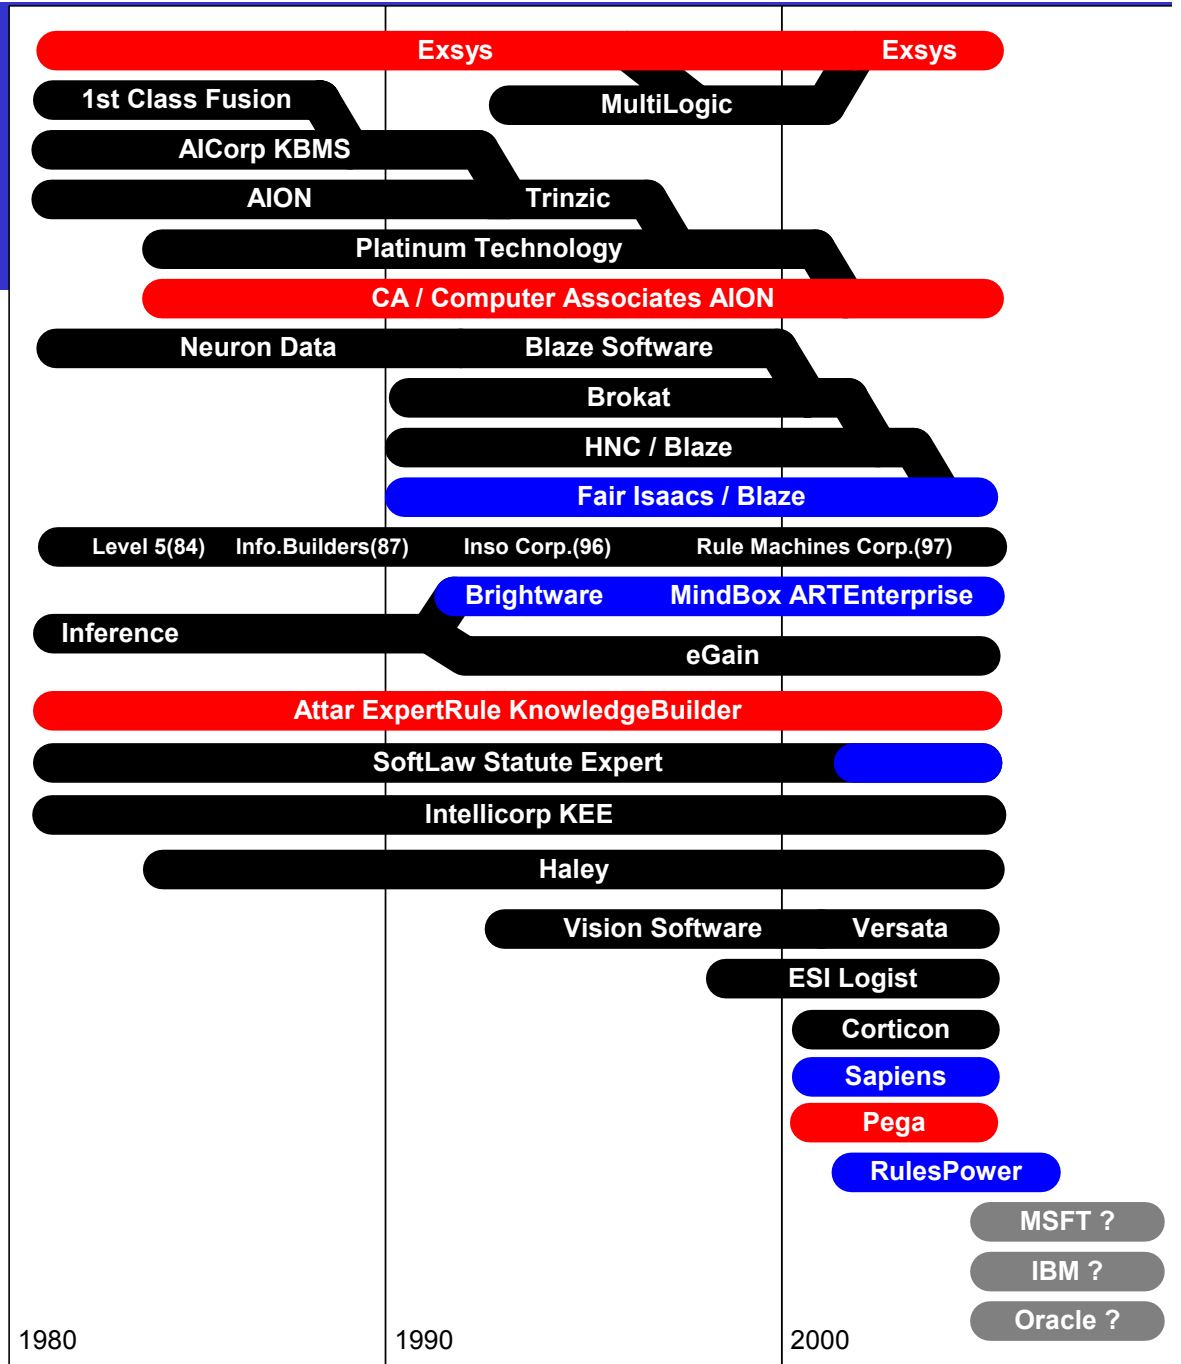 Exsys Exsys
1st Class Fusion
MultiLogic
AICorp KBMS
AION Trinzic
Platinum Technology
CA / Computer Associates AION
Neuron Data Blaze Software
Brokat
HNC / Blaze
Fair Isaacs / Blaze
Level 5(84) Info.Builders(87) Inso Corp.(96) Rule Machines Corp.(97)
Brightware MindBox ARTEnterprise
Inference
eGain
Attar ExpertRule KnowledgeBuilder
SoftLaw Statute Expert
Intellicorp KEE
Haley
Vision Software Versata
ESI Logist
Corticon
Sapiens
Pega
RulesPower
MSFT ?
IBM ?
Oracle ?
1980 1990 2000